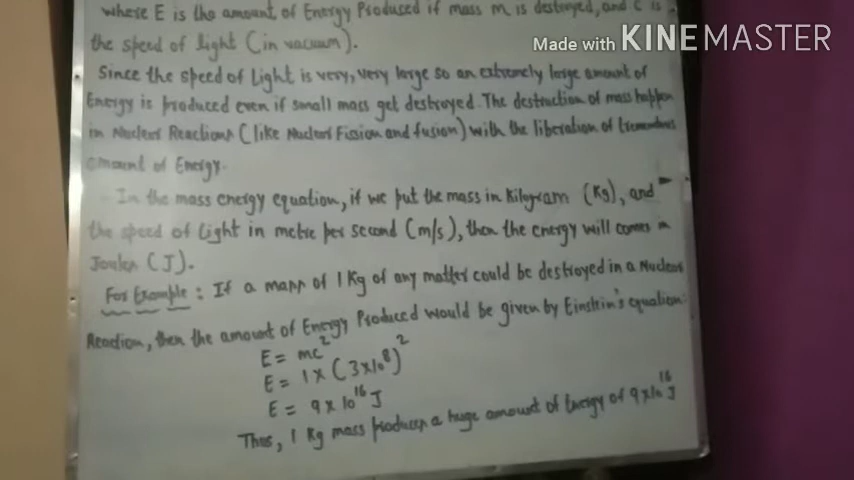 where E is the amount of Energy Produced if mass m is destroyed, and c is
the speed of light (in vacuum).
Made with KINEMASTER
Since the speed of Light is very, very large so an extremely large amount of
Energy is produced even if small mass get destroyed. The destruction of mass happen
in Nuclear Reactions (like Nuclear Fission and fusion) with the liberation of tremendous
amount of Energy.
In the mass energy equation, if we put the mass in Kilogram (Kg), and
the speed of light in metre per second (m/s), then the energy will comes in
Joules (J).
For Example : If a mass of 1 Kg of any matter could be destroyed in a Nuclear
Reaction, then the amount of Energy Produced would be given by Einstein's equation:
E = mc²
E = 1 × (3×10⁸)²
E = 9 × 10¹⁶ J
Thus, 1 Kg mass produces a huge amount of Energy of 9×10¹⁶ J